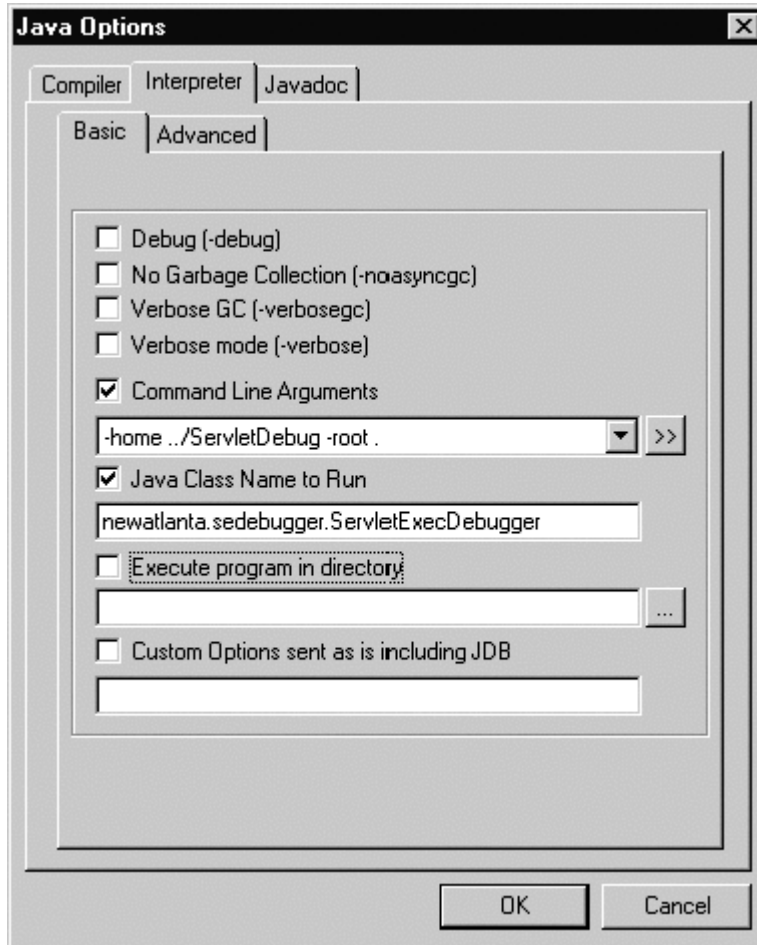 Java Options
Compiler Interpreter Javadoc
Basic Advanced
Debug (-debug)
No Garbage Collection (-noasyncgc)
Verbose GC (-verbosegc)
Verbose mode (-verbose)
Command Line Arguments
-home ../ServletDebug -root . >>
Java Class Name to Run
newatlanta.sedebugger.ServletExecDebugger
Execute program in directory
...
Custom Options sent as is including JDB
OK Cancel